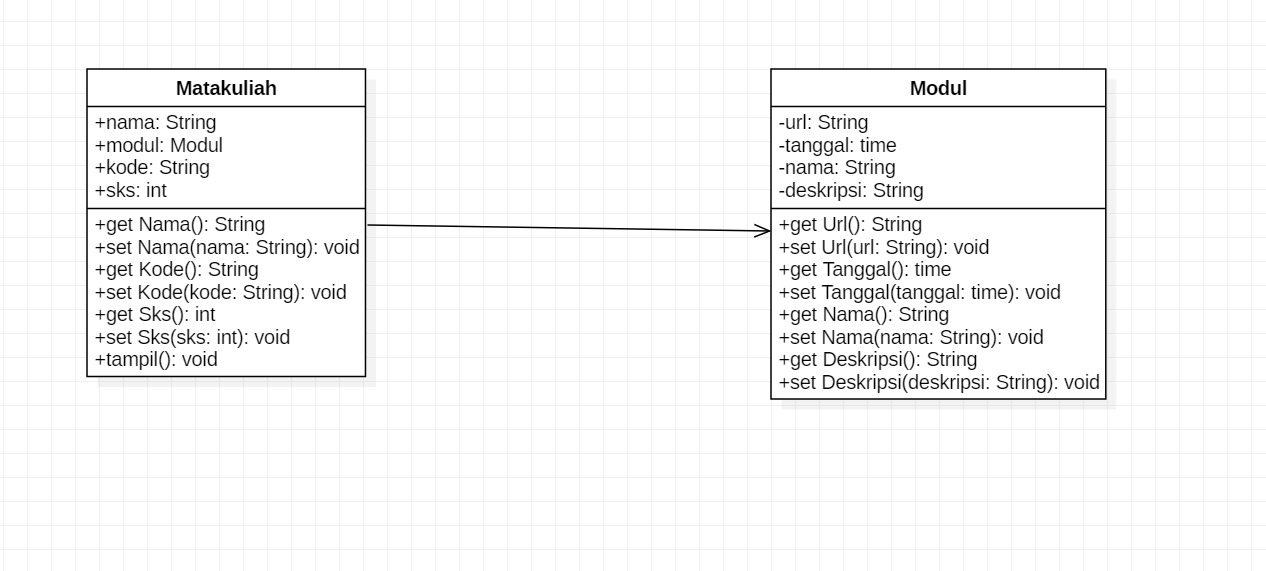 Matakuliah
+nama: String
+modul: Modul
+kode: String
+sks: int
+get Nama(): String
+set Nama(nama: String): void
+get Kode(): String
+set Kode(kode: String): void
+get Sks(): int
+set Sks(sks: int): void
+tampil(): void
Modul
-url: String
-tanggal: time
-nama: String
-deskripsi: String
+get Url(): String
+set Url(url: String): void
+get Tanggal(): time
+set Tanggal(tanggal: time): void
+get Nama(): String
+set Nama(nama: String): void
+get Deskripsi(): String
+set Deskripsi(deskripsi: String): void